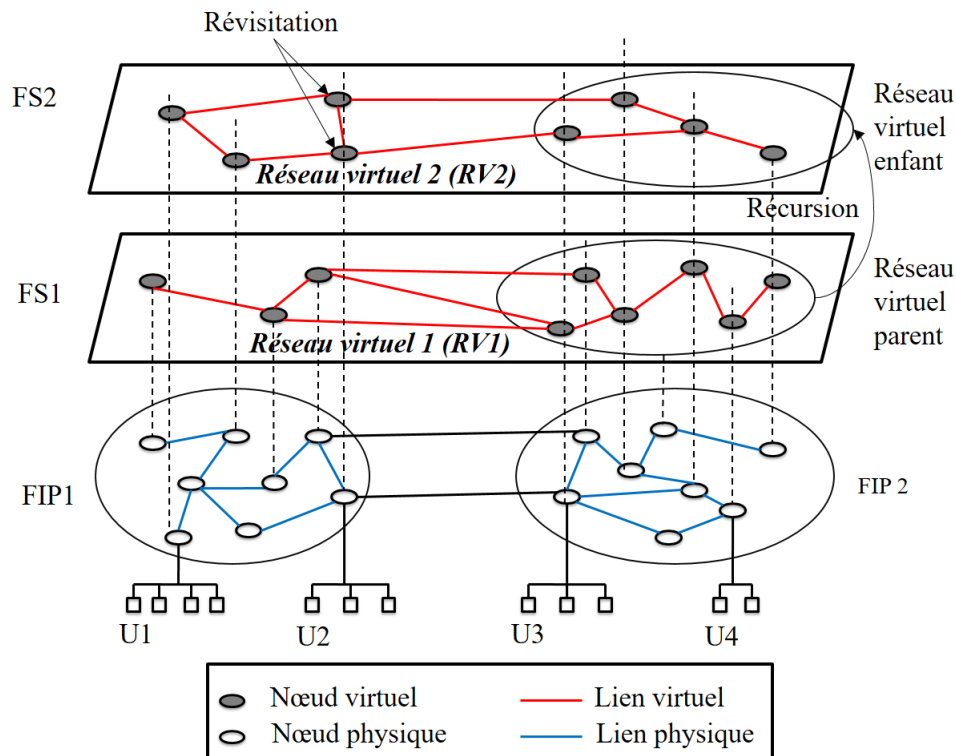 Révisitation
FS2
Réseau
virtuel
enfant
Réseau virtuel 2 (RV2)
Récursion
FS1
Réseau
virtuel
parent
Réseau virtuel 1 (RV1)
FIP1
FIP 2
U1
U2
U3
U4
Nœud virtuel
Lien virtuel
Nœud physique
Lien physique